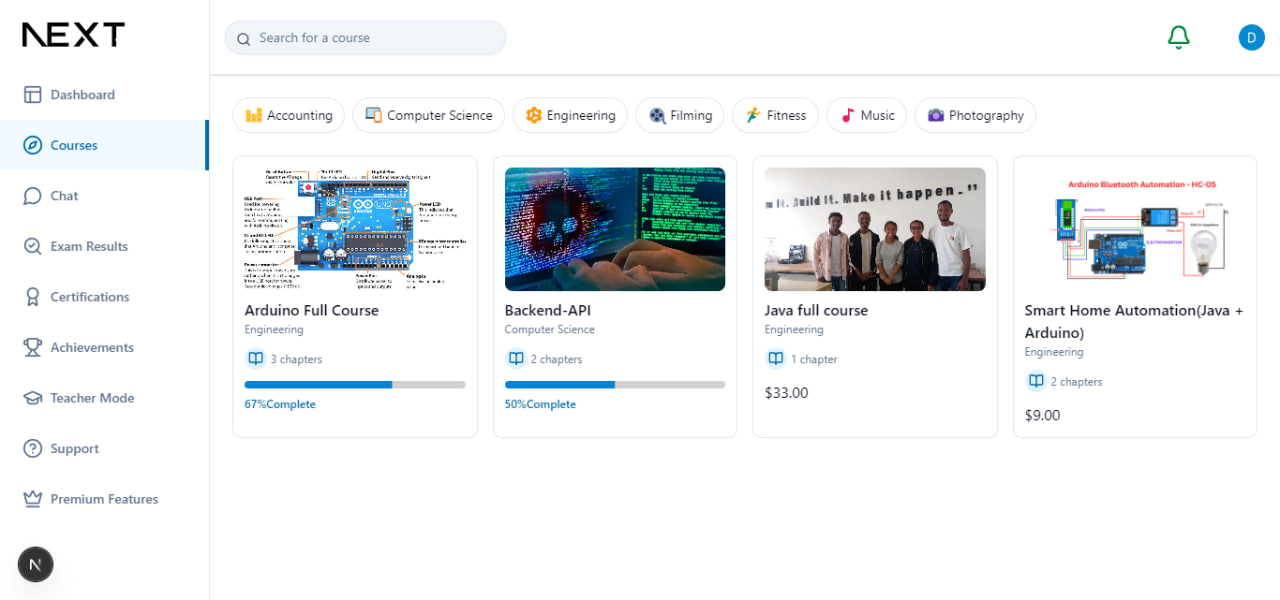 NEXT
Search for a course
D
Dashboard
Courses
Chat
Exam Results
Certifications
Achievements
Teacher Mode
Support
Premium Features
N
Accounting
Computer Science
Engineering
Filming
Fitness
Music
Photography
Arduino Full Course
Engineering
3 chapters
67%Complete
Backend-API
Computer Science
2 chapters
50%Complete
Build It. Make it happen.”
Java full course
Engineering
1 chapter
$33.00
Arduino Bluetooth Automation - HC-05
Smart Home Automation(Java +
Arduino)
Engineering
2 chapters
$9.00